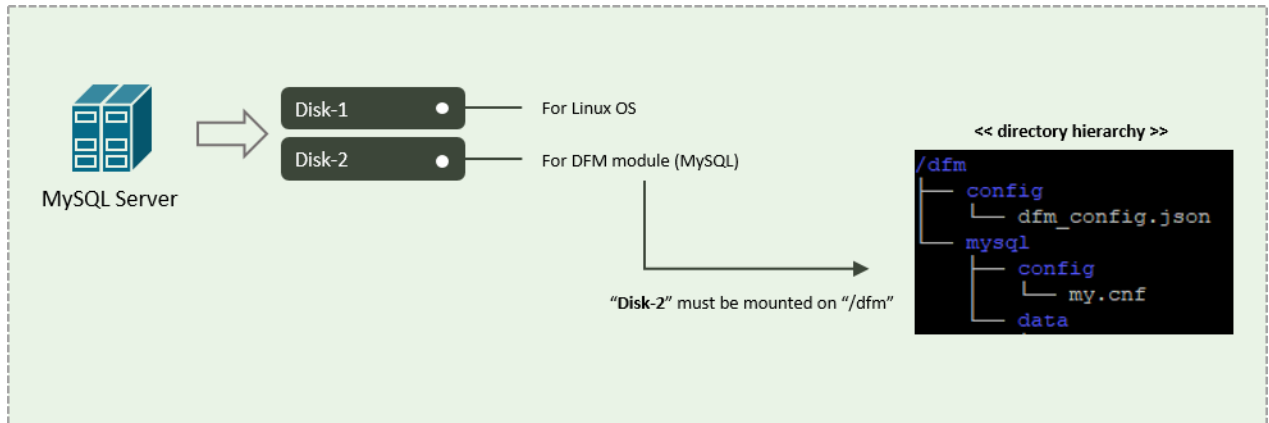 MySQL Server
Disk-1
For Linux OS
Disk-2
For DFM module (MySQL)
“Disk-2” must be mounted on “/dfm”
<< directory hierarchy >>
/dfm
├── config
│   └── dfm_config.json
└── mysql
    ├── config
    │   └── my.cnf
    └── data